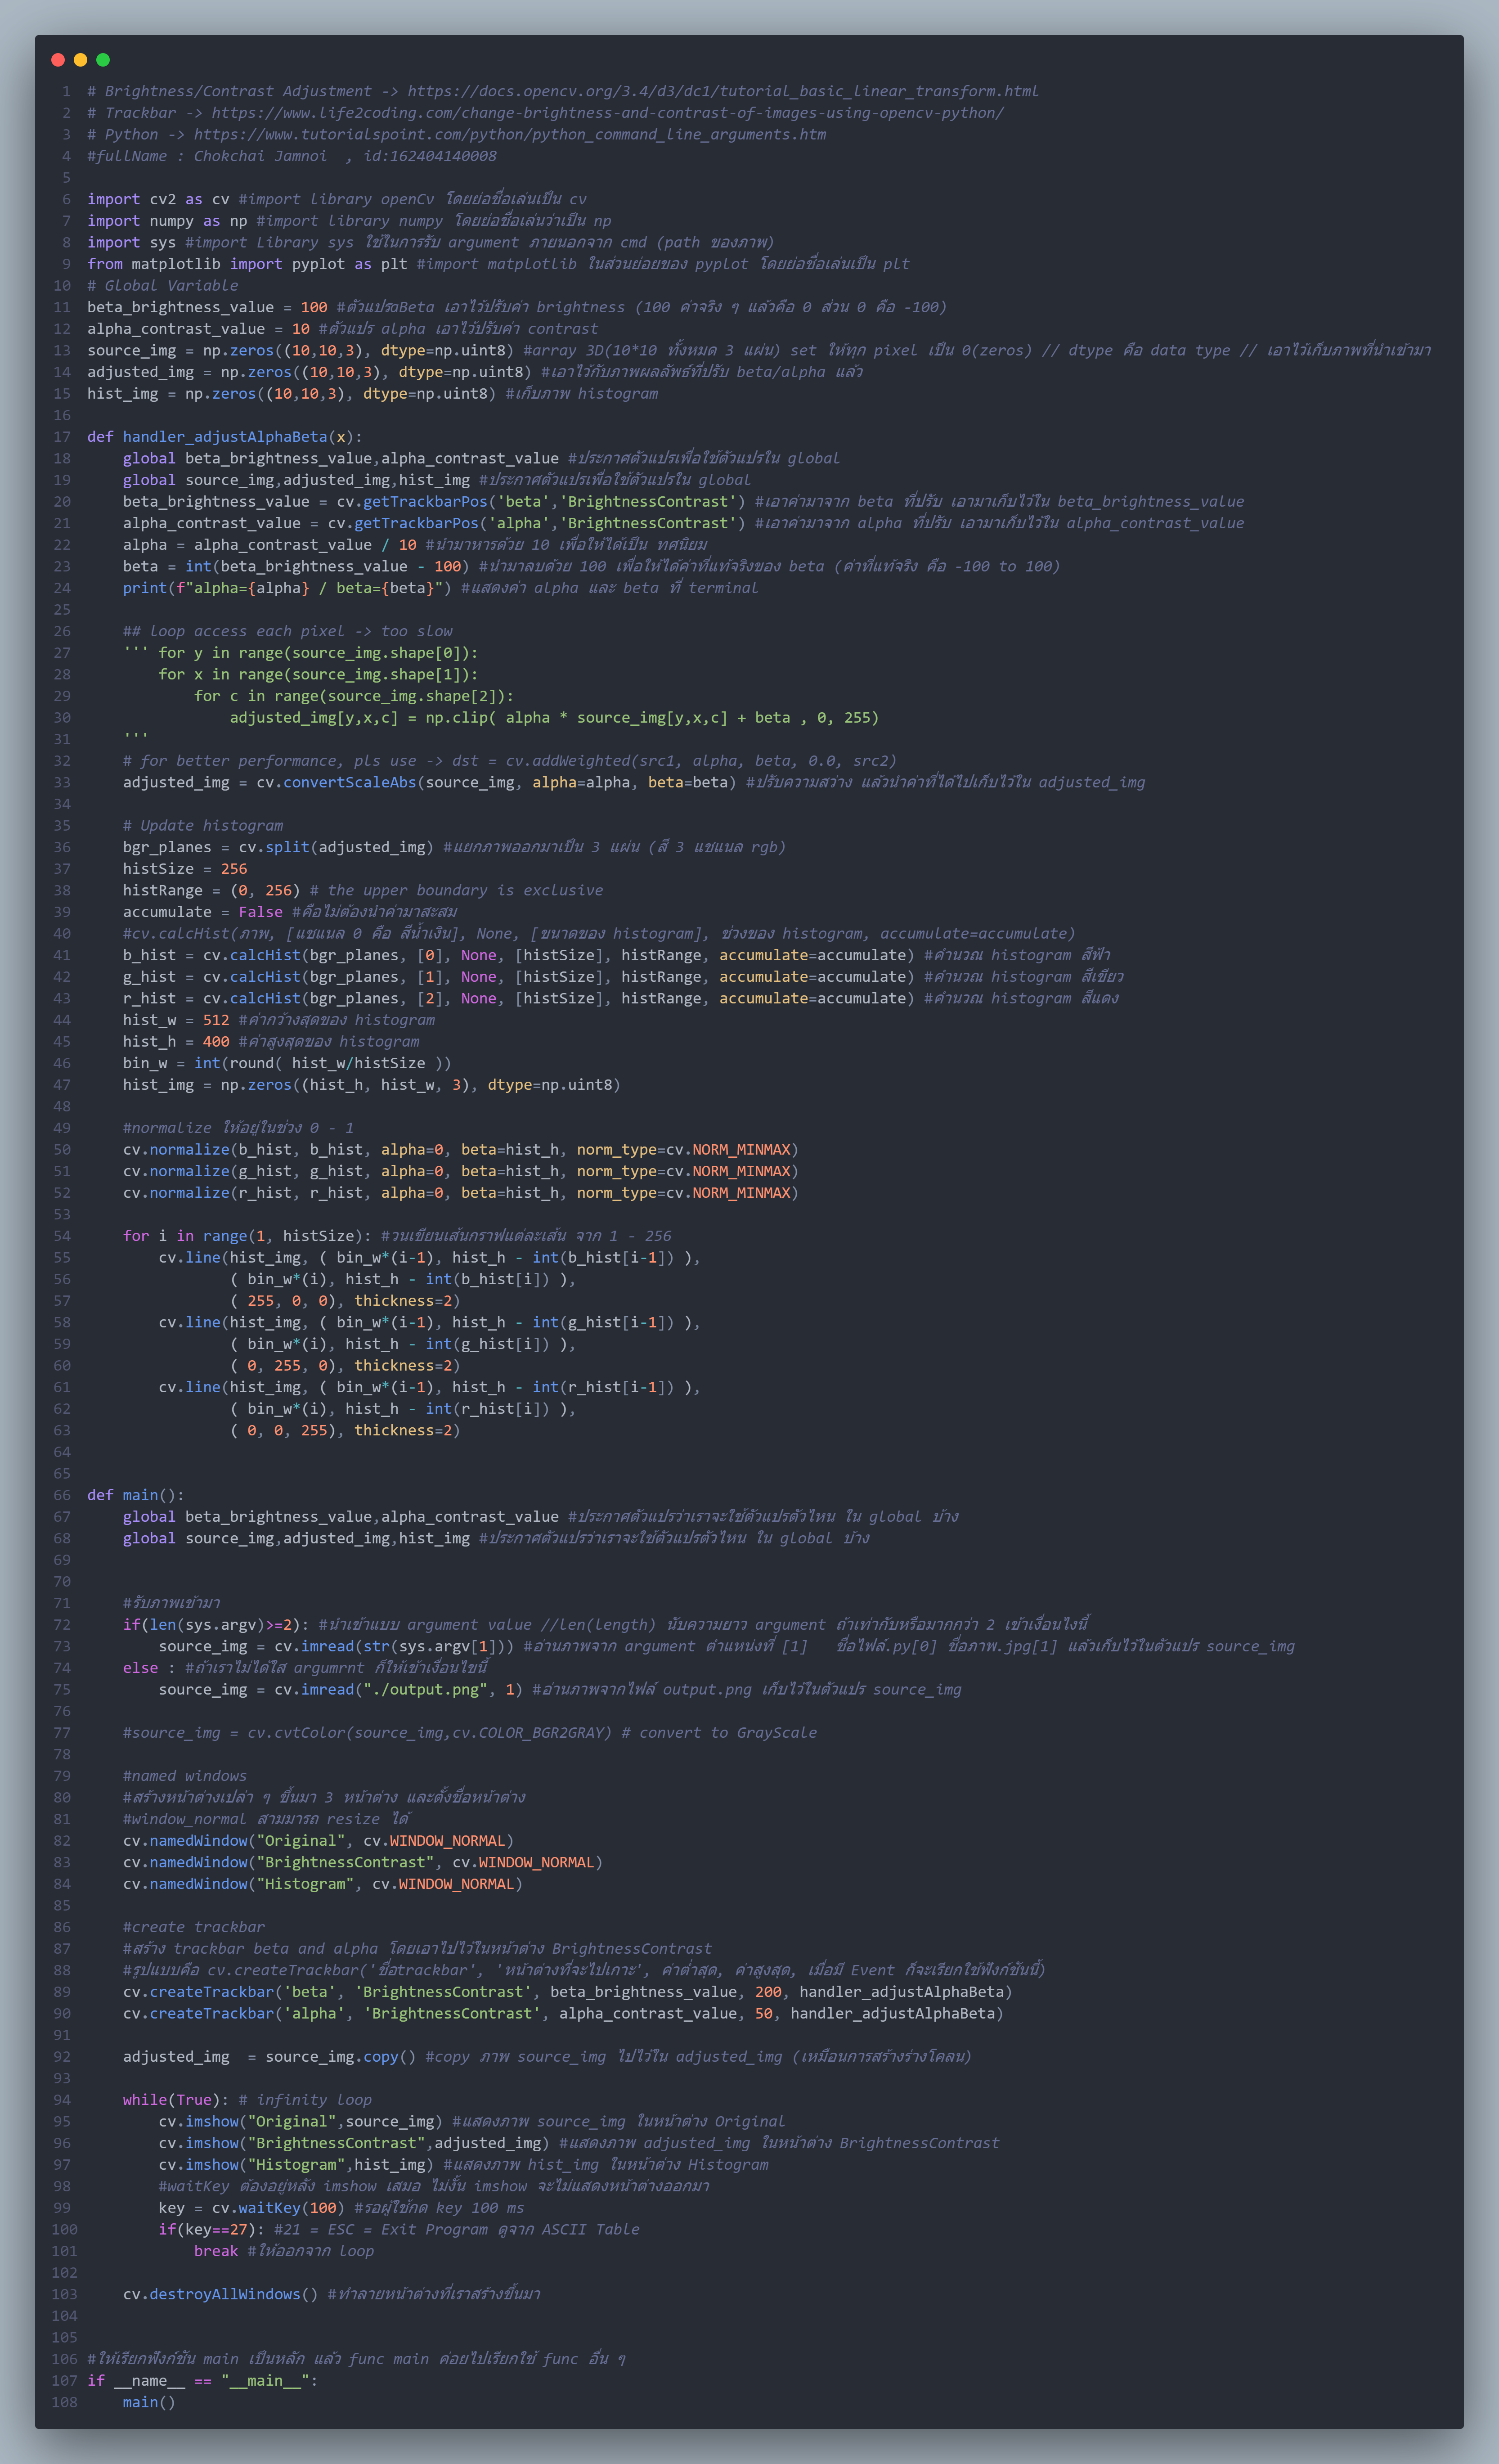 1 # Brightness/Contrast Adjustment -> https://docs.opencv.org/3.4/d3/dc1/tutorial_basic_linear_transform.html
2 # Trackbar -> https://www.life2coding.com/change-brightness-and-contrast-of-images-using-opencv-python/
3 # Python -> https://www.tutorialspoint.com/python/python_command_line_arguments.htm
4 #fullName : Chokchai Jamnoi  , id:162404140008
5
6 import cv2 as cv #import library openCv โดยย่อชื่อเล่นเป็น cv
7 import numpy as np #import library numpy โดยย่อชื่อเล่นว่าเป็น np
8 import sys #import Library sys ใช้ในการรับ argument ภายนอกจาก cmd (path ของภาพ)
9 from matplotlib import pyplot as plt #import matplotlib ในส่วนย่อยของ pyplot โดยย่อชื่อเล่นเป็น plt
10 # Global Variable
11 beta_brightness_value = 100 #ตัวแปรaBeta เอาไว้ปรับค่า brightness (100 ค่าจริง ๆ แล้วคือ 0 ส่วน 0 คือ -100)
12 alpha_contrast_value = 10 #ตัวแปร alpha เอาไว้ปรับค่า contrast
13 source_img = np.zeros((10,10,3), dtype=np.uint8) #array 3D(10*10 ทั้งหมด 3 แผ่น) set ให้ทุก pixel เป็น 0(zeros) // dtype คือ data type // เอาไว้เก็บภาพที่นำเข้ามา
14 adjusted_img = np.zeros((10,10,3), dtype=np.uint8) #เอาไว้กับภาพผลลัพธ์ที่ปรับ beta/alpha แล้ว
15 hist_img = np.zeros((10,10,3), dtype=np.uint8) #เก็บภาพ histogram
16
17 def handler_adjustAlphaBeta(x):
18     global beta_brightness_value,alpha_contrast_value #ประกาศตัวแปรเพื่อใช้ตัวแปรใน global
19     global source_img,adjusted_img,hist_img #ประกาศตัวแปรเพื่อใช้ตัวแปรใน global
20     beta_brightness_value = cv.getTrackbarPos('beta','BrightnessContrast') #เอาค่ามาจาก beta ที่ปรับ เอามาเก็บไว้ใน beta_brightness_value
21     alpha_contrast_value = cv.getTrackbarPos('alpha','BrightnessContrast') #เอาค่ามาจาก alpha ที่ปรับ เอามาเก็บไว้ใน alpha_contrast_value
22     alpha = alpha_contrast_value / 10 #นำมาหารด้วย 10 เพื่อให้ได้เป็น ทศนิยม
23     beta = int(beta_brightness_value - 100) #นำมาลบด้วย 100 เพื่อให้ได้ค่าที่แท้จริงของ beta (ค่าที่แท้จริง คือ -100 to 100)
24     print(f"alpha={alpha} / beta={beta}") #แสดงค่า alpha และ beta ที่ terminal
25
26     ## loop access each pixel -> too slow
27     ''' for y in range(source_img.shape[0]):
28         for x in range(source_img.shape[1]):
29             for c in range(source_img.shape[2]):
30                 adjusted_img[y,x,c] = np.clip( alpha * source_img[y,x,c] + beta , 0, 255)
31     '''
32     # for better performance, pls use -> dst = cv.addWeighted(src1, alpha, beta, 0.0, src2)
33     adjusted_img = cv.convertScaleAbs(source_img, alpha=alpha, beta=beta) #ปรับความสว่าง แล้วนำค่าที่ได้ไปเก็บไว้ใน adjusted_img
34
35     # Update histogram
36     bgr_planes = cv.split(adjusted_img) #แยกภาพออกมาเป็น 3 แผ่น (สี 3 แชแนล rgb)
37     histSize = 256
38     histRange = (0, 256) # the upper boundary is exclusive
39     accumulate = False #คือไม่ต้องนำค่ามาสะสม
40     #cv.calcHist(ภาพ, [แชแนล 0 คือ สีน้ำเงิน], None, [ขนาดของ histogram], ช่วงของ histogram, accumulate=accumulate)
41     b_hist = cv.calcHist(bgr_planes, [0], None, [histSize], histRange, accumulate=accumulate) #คำนวณ histogram สีฟ้า
42     g_hist = cv.calcHist(bgr_planes, [1], None, [histSize], histRange, accumulate=accumulate) #คำนวณ histogram สีเขียว
43     r_hist = cv.calcHist(bgr_planes, [2], None, [histSize], histRange, accumulate=accumulate) #คำนวณ histogram สีแดง
44     hist_w = 512 #ค่ากว้างสุดของ histogram
45     hist_h = 400 #ค่าสูงสุดของ histogram
46     bin_w = int(round( hist_w/histSize ))
47     hist_img = np.zeros((hist_h, hist_w, 3), dtype=np.uint8)
48
49     #normalize ให้อยู่ในช่วง 0 - 1
50     cv.normalize(b_hist, b_hist, alpha=0, beta=hist_h, norm_type=cv.NORM_MINMAX)
51     cv.normalize(g_hist, g_hist, alpha=0, beta=hist_h, norm_type=cv.NORM_MINMAX)
52     cv.normalize(r_hist, r_hist, alpha=0, beta=hist_h, norm_type=cv.NORM_MINMAX)
53
54     for i in range(1, histSize): #วนเขียนเส้นกราฟแต่ละเส้น จาก 1 - 256
55         cv.line(hist_img, ( bin_w*(i-1), hist_h - int(b_hist[i-1]) ),
56                 ( bin_w*(i), hist_h - int(b_hist[i]) ),
57                 ( 255, 0, 0), thickness=2)
58         cv.line(hist_img, ( bin_w*(i-1), hist_h - int(g_hist[i-1]) ),
59                 ( bin_w*(i), hist_h - int(g_hist[i]) ),
60                 ( 0, 255, 0), thickness=2)
61         cv.line(hist_img, ( bin_w*(i-1), hist_h - int(r_hist[i-1]) ),
62                 ( bin_w*(i), hist_h - int(r_hist[i]) ),
63                 ( 0, 0, 255), thickness=2)
64
65
66 def main():
67     global beta_brightness_value,alpha_contrast_value #ประกาศตัวแปรว่าเราจะใช้ตัวแปรตัวไหน ใน global บ้าง
68     global source_img,adjusted_img,hist_img #ประกาศตัวแปรว่าเราจะใช้ตัวแปรตัวไหน ใน global บ้าง
69
70
71     #รับภาพเข้ามา
72     if(len(sys.argv)>=2): #นำเข้าแบบ argument value //len(length) นับความยาว argument ถ้าเท่ากับหรือมากกว่า 2 เข้าเงื่อนไงนี้
73         source_img = cv.imread(str(sys.argv[1])) #อ่านภาพจาก argument ตำแหน่งที่ [1]   ชื่อไฟล์.py[0] ชื่อภาพ.jpg[1] แล้วเก็บไว้ในตัวแปร source_img
74     else : #ถ้าเราไม่ได้ใส่ argumrnt ก็ให้เข้าเงื่อนไขนี้
75         source_img = cv.imread("./output.png", 1) #อ่านภาพจากไฟล์ output.png เก็บไว้ในตัวแปร source_img
76
77     #source_img = cv.cvtColor(source_img,cv.COLOR_BGR2GRAY) # convert to GrayScale
78
79     #named windows
80     #สร้างหน้าต่างเปล่า ๆ ขึ้นมา 3 หน้าต่าง และตั้งชื่อหน้าต่าง
81     #window_normal สามมารถ resize ได้
82     cv.namedWindow("Original", cv.WINDOW_NORMAL)
83     cv.namedWindow("BrightnessContrast", cv.WINDOW_NORMAL)
84     cv.namedWindow("Histogram", cv.WINDOW_NORMAL)
85
86     #create trackbar
87     #สร้าง trackbar beta and alpha โดยเอาไปไว้ในหน้าต่าง BrightnessContrast
88     #รูปแบบคือ cv.createTrackbar('ชื่อtrackbar', 'หน้าต่างที่จะไปเกาะ', ค่าต่ำสุด, ค่าสูงสุด, เมื่อมี Event ก็จะเรียกใช้ฟังก์ชันนี้)
89     cv.createTrackbar('beta', 'BrightnessContrast', beta_brightness_value, 200, handler_adjustAlphaBeta)
90     cv.createTrackbar('alpha', 'BrightnessContrast', alpha_contrast_value, 50, handler_adjustAlphaBeta)
91
92     adjusted_img  = source_img.copy() #copy ภาพ source_img ไปไว้ใน adjusted_img (เหมือนการสร้างร่างโคลน)
93
94     while(True): # infinity loop
95         cv.imshow("Original",source_img) #แสดงภาพ source_img ในหน้าต่าง Original
96         cv.imshow("BrightnessContrast",adjusted_img) #แสดงภาพ adjusted_img ในหน้าต่าง BrightnessContrast
97         cv.imshow("Histogram",hist_img) #แสดงภาพ hist_img ในหน้าต่าง Histogram
98         #waitKey ต้องอยู่หลัง imshow เสมอ ไม่งั้น imshow จะไม่แสดงหน้าต่างออกมา
99         key = cv.waitKey(100) #รอผู้ใช้กด key 100 ms
100         if(key==27): #21 = ESC = Exit Program ดูจาก ASCII Table
101             break #ให้ออกจาก loop
102
103     cv.destroyAllWindows() #ทำลายหน้าต่างที่เราสร้างขึ้นมา
104
105
106 #ให้เรียกฟังก์ชัน main เป็นหลัก แล้ว func main ค่อยไปเรียกใช้ func อื่น ๆ
107 if __name__ == "__main__":
108     main()